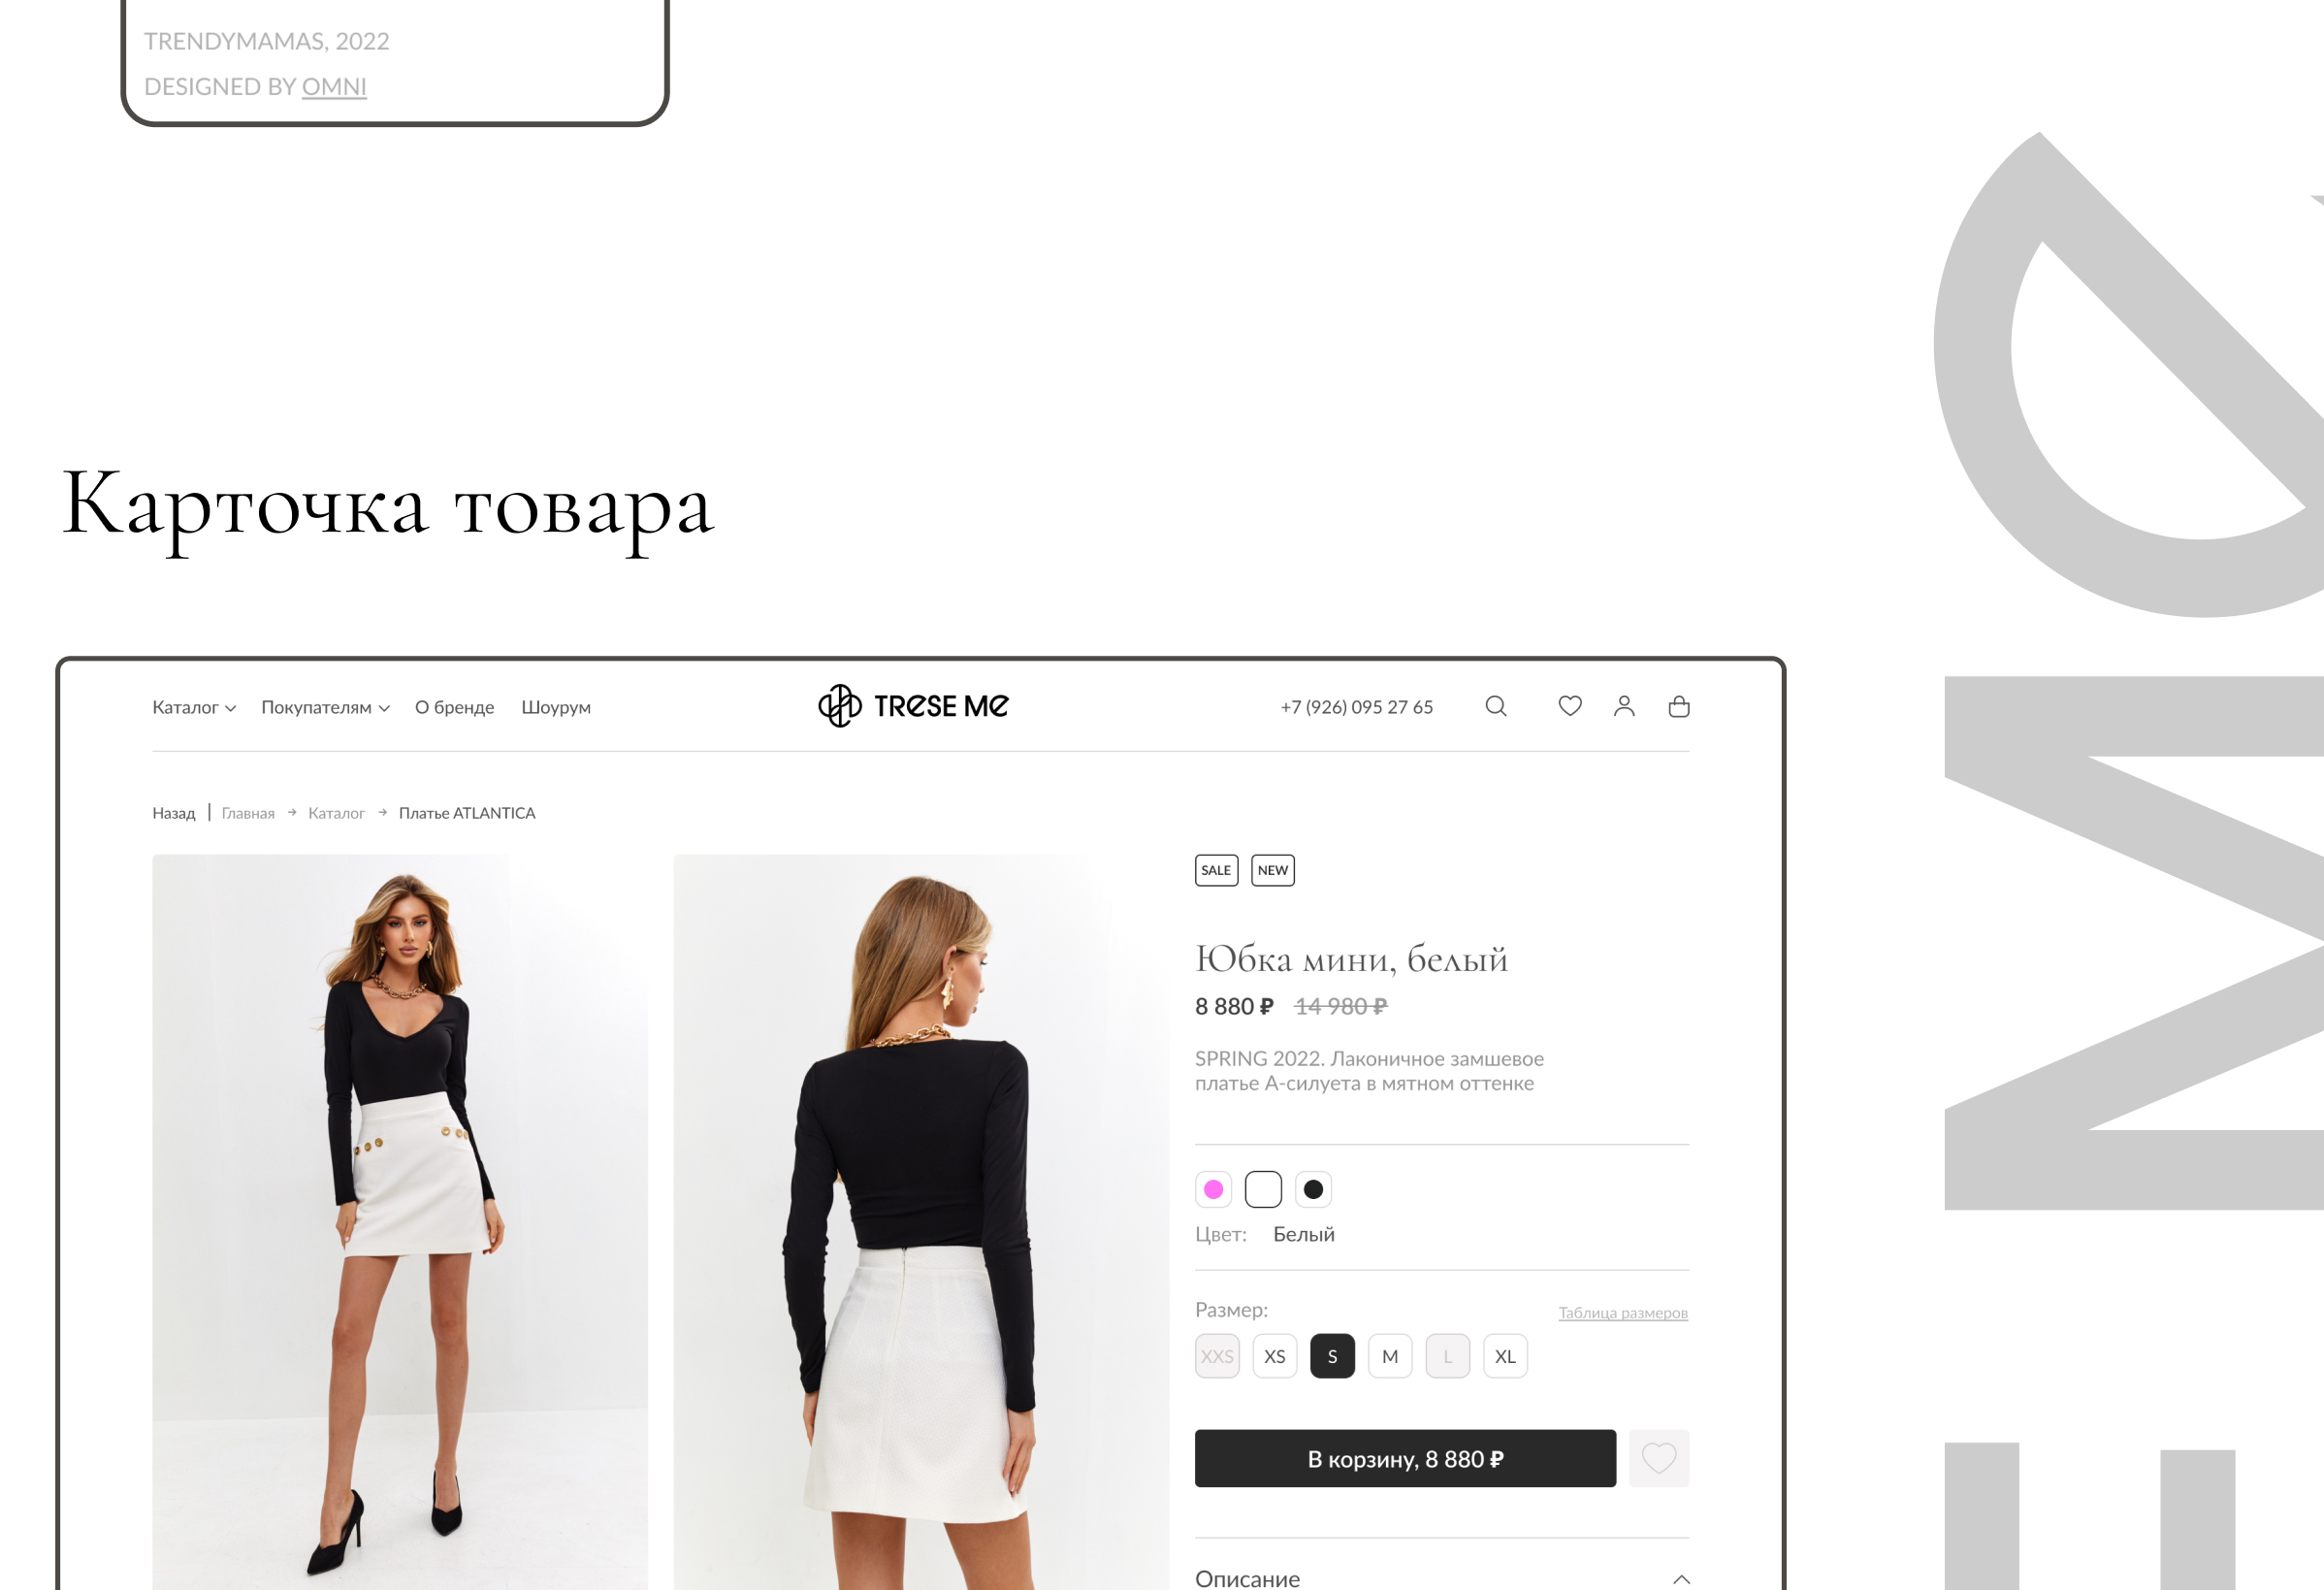 TRENDYMAMAS, 2022
DESIGNED BY OMNI
Карточка товара
Каталог Покупателям О бренде Шоурум TRESE ME +7 (926) 095 27 65
Назад | Главная → Каталог → Платье ATLANTICA
SALE NEW
Юбка мини, белый
8 880 ₽ 14 980 ₽
SPRING 2022. Лаконичное замшевое
платье А-силуета в мятном оттенке
Цвет: Белый
Размер: Таблица размеров
XXS XS S M L XL
В корзину, 8 880 ₽
Описание